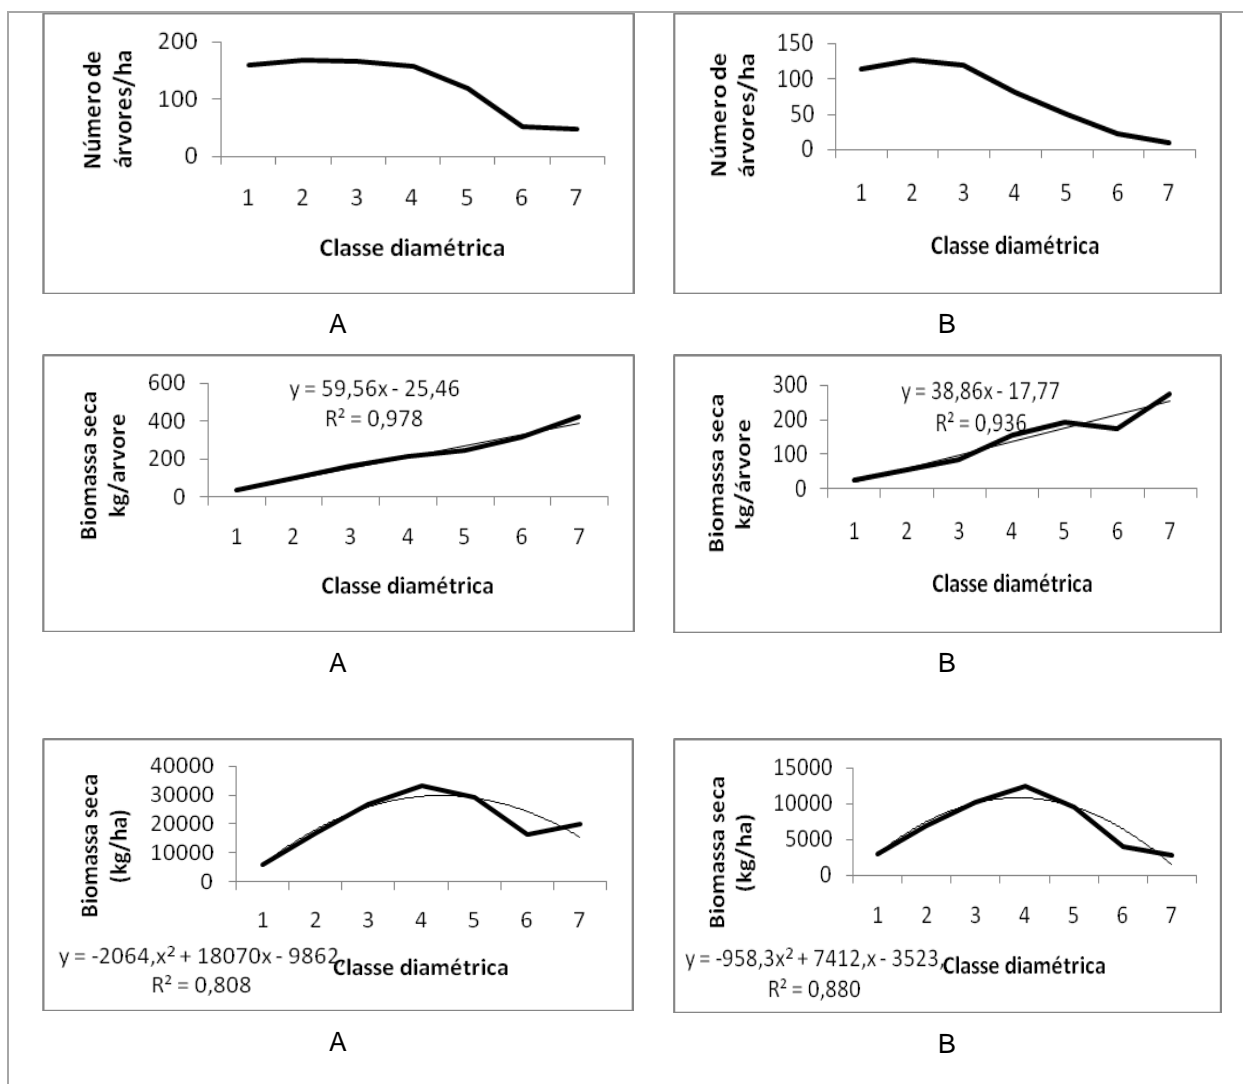 Número de
árvores/ha
200
100
0
1 2 3 4 5 6 7
Classe diamétrica
A
Número de
árvores/ha
150
100
50
0
1 2 3 4 5 6 7
Classe diamétrica
B
Biomassa seca
kg/arvore
600
400
200
0
y = 59,56x - 25,46
R² = 0,978
1 2 3 4 5 6 7
Classe diamétrica
A
Biomassa seca
kg/árvore
300
200
100
0
y = 38,86x - 17,77
R² = 0,936
1 2 3 4 5 6 7
Classe diamétrica
B
Biomassa seca
(kg/ha)
40000
30000
20000
10000
0
1 2 3 4 5 6 7
y = -2064,x² + 18070x - 9862,
R² = 0,808
Classe diamétrica
A
Biomassa seca
(kg/ha)
15000
10000
5000
0
1 2 3 4 5 6 7
y = -958,3x² + 7412,x - 3523,
R² = 0,880
Classe diamétrica
B